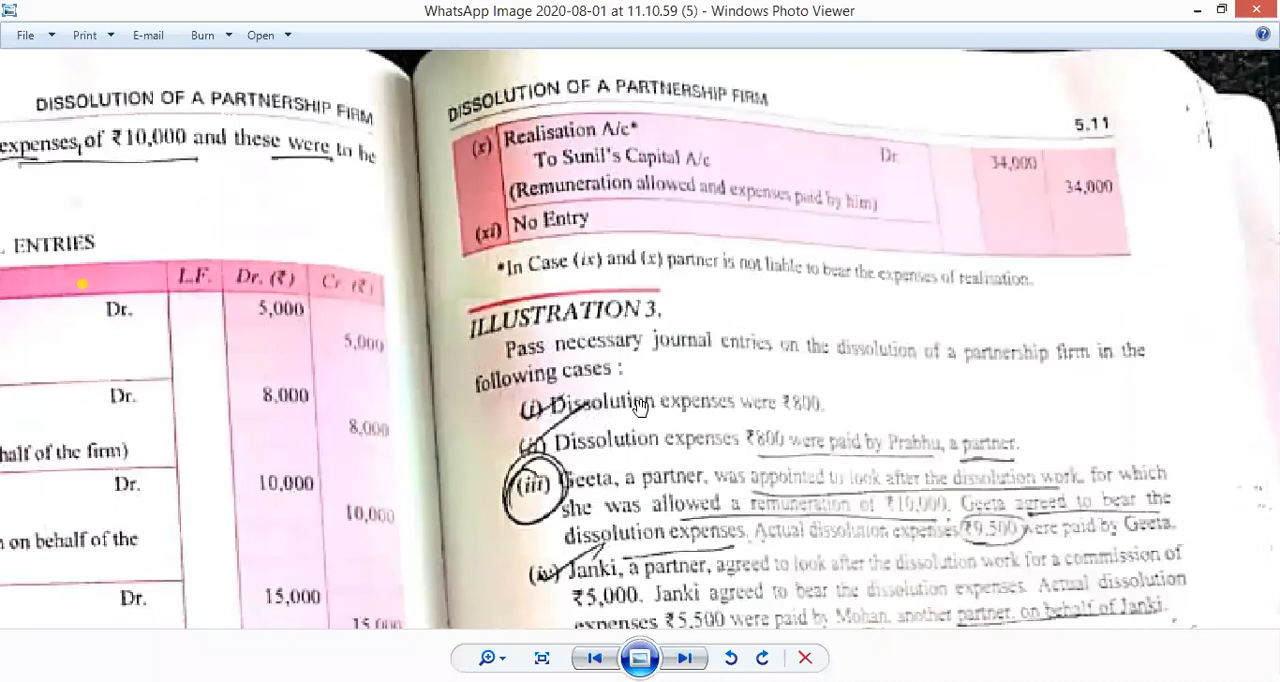 WhatsApp Image 2020-08-01 at 11.10.59 (5) - Windows Photo Viewer
File Print E-mail Burn Open
DISSOLUTION OF A PARTNERSHIP FIRM
expenses of ₹10,000 and these were to be
ENTRIES
L.F. Dr. (₹) Cr. (₹)
Dr. 5,000
5,000
Dr. 8,000
8,000
half of the firm)
Dr. 10,000
10,000
on behalf of the
Dr. 15,000
15,000
DISSOLUTION OF A PARTNERSHIP FIRM
5.11
(x) Realisation A/c* Dr. 34,000
To Sunil's Capital A/c 34,000
(Remuneration allowed and expenses paid by him)
(xi) No Entry
*In Case (ix) and (x) partner is not liable to bear the expenses of realisation.
ILLUSTRATION 3.
Pass necessary journal entries on the dissolution of a partnership firm in the
following cases :
(i) Dissolution expenses were ₹800.
(ii) Dissolution expenses ₹800 were paid by Prabhu, a partner.
(iii) Geeta, a partner, was appointed to look after the dissolution work, for which
she was allowed a remuneration of ₹10,000. Geeta agreed to bear the
dissolution expenses. Actual dissolution expenses ₹9,500 were paid by Geeta.
(iv) Janki, a partner, agreed to look after the dissolution work for a commission of
₹5,000. Janki agreed to bear the dissolution expenses. Actual dissolution
expenses ₹5,500 were paid by Mohan, another partner, on behalf of Janki.